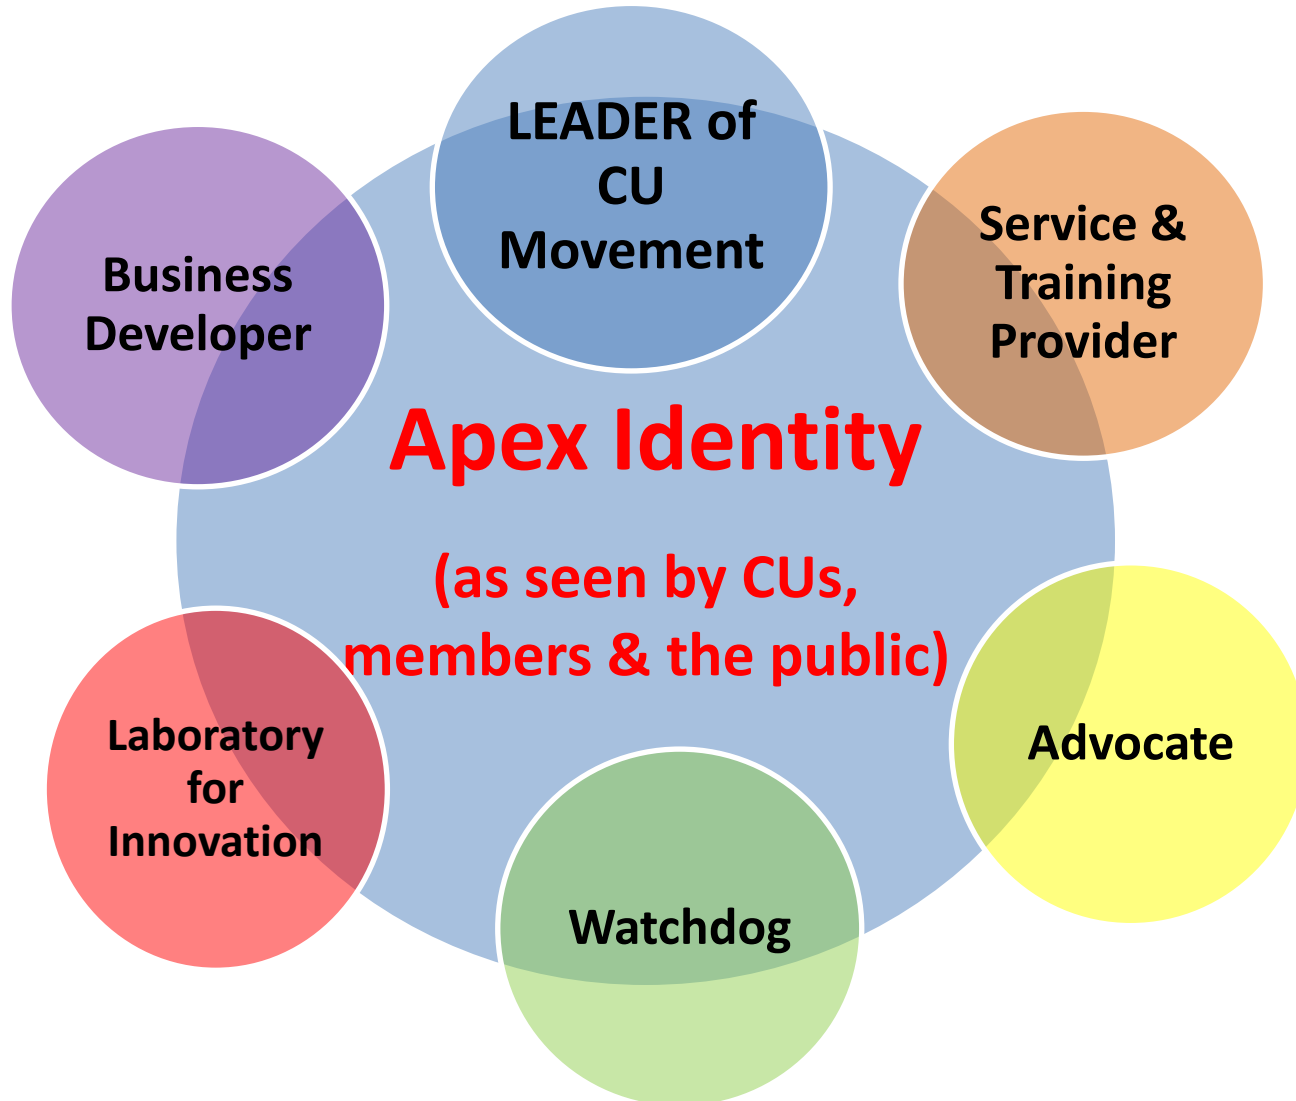 LEADER of
CU
Movement
Service &
Training
Provider
Business
Developer
Apex Identity
(as seen by CUs,
members & the public)
Advocate
Laboratory
for
Innovation
Watchdog